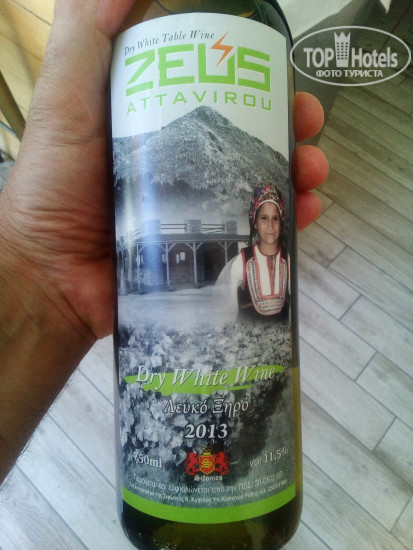 TOP Hotels
ФОТО ТУРИСТА
Dry White Table Wine
ZEUS
ATTAVIROU
Dry White Wine
Λευκό Ξηρό
2013
750ml
vol 11,5%
Sifonios